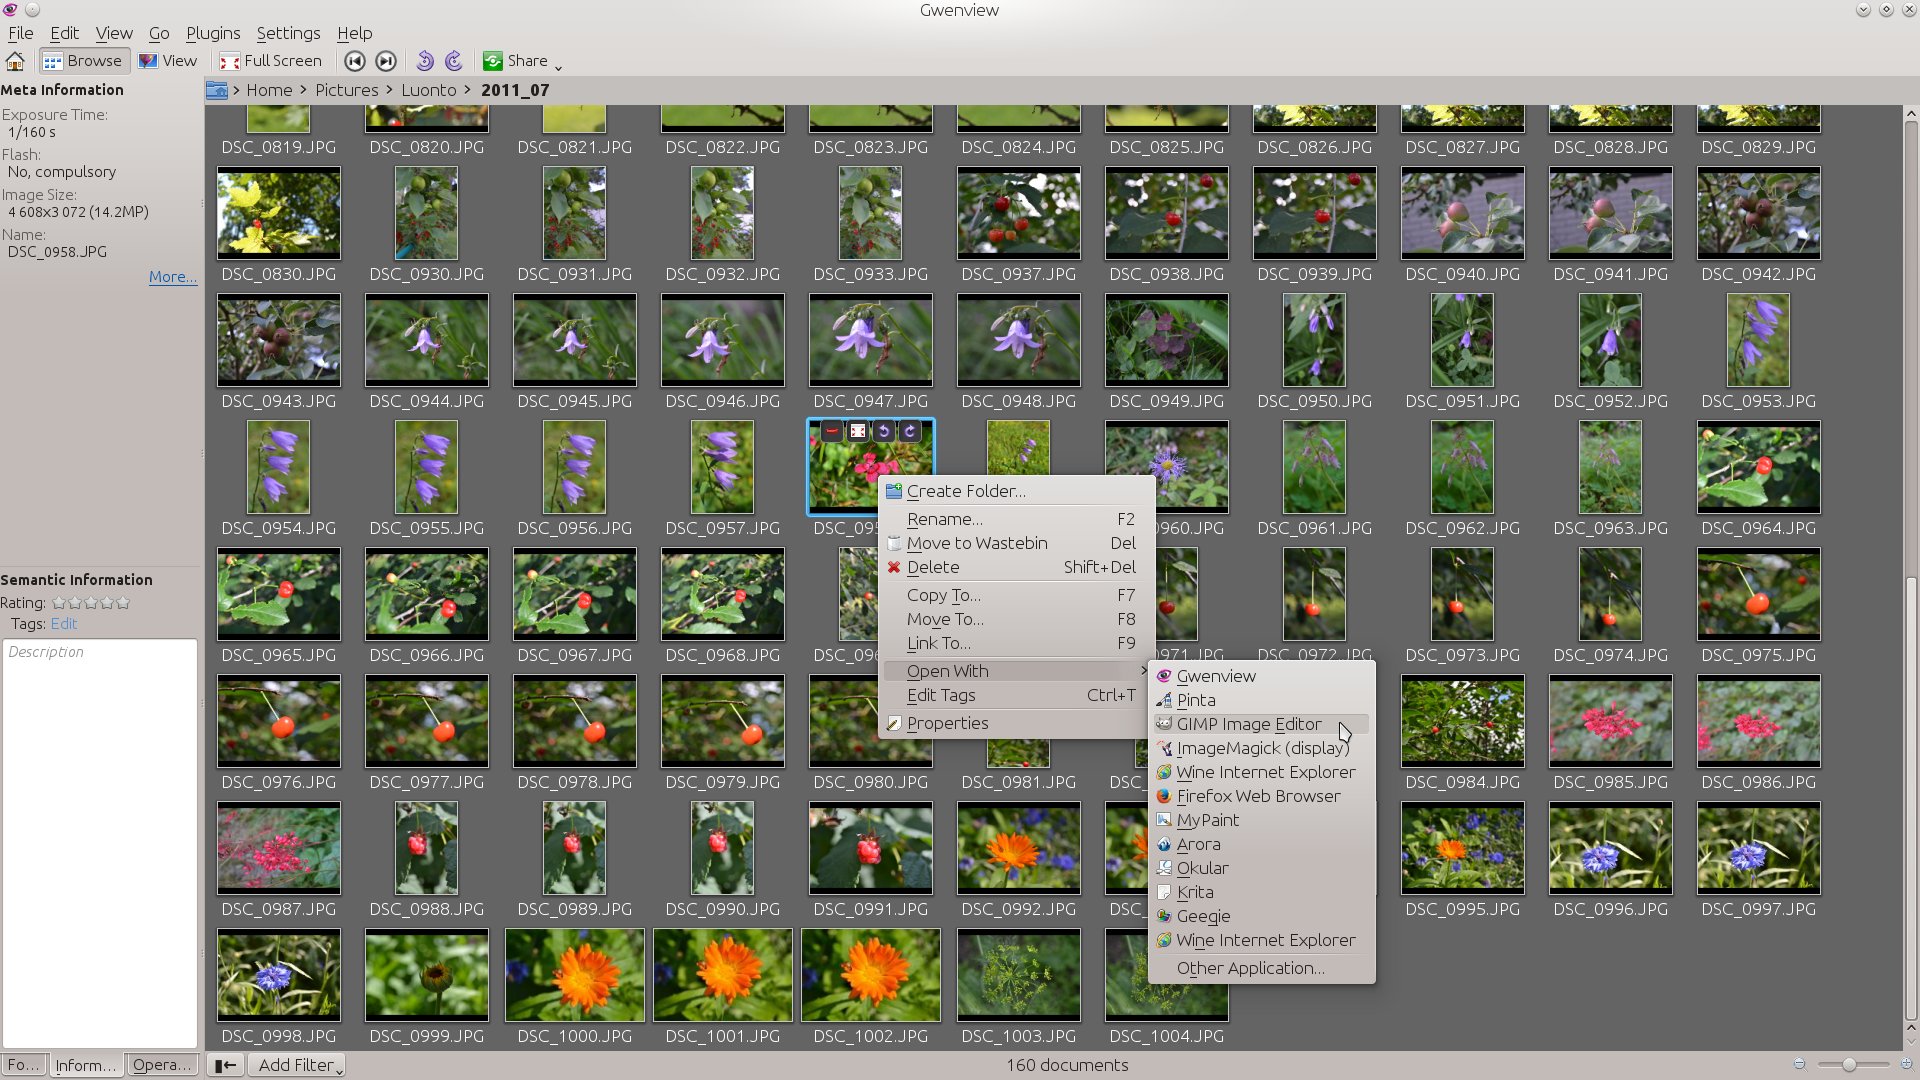 Gwenview
File Edit View Go Plugins Settings Help
Browse View Full Screen Share
Meta Information
Exposure Time:
1/160 s
Flash:
No, compulsory
Image Size:
4 608x3 072 (14.2MP)
Name:
DSC_0958.JPG
More...
Semantic Information
Rating:
Tags: Edit
Description
Fo... Inform... Opera...
> Home > Pictures > Luonto > 2011_07
DSC_0819.JPG DSC_0820.JPG DSC_0821.JPG DSC_0822.JPG DSC_0823.JPG DSC_0824.JPG DSC_0825.JPG DSC_0826.JPG DSC_0827.JPG DSC_0828.JPG DSC_0829.JPG
DSC_0830.JPG DSC_0930.JPG DSC_0931.JPG DSC_0932.JPG DSC_0933.JPG DSC_0937.JPG DSC_0938.JPG DSC_0939.JPG DSC_0940.JPG DSC_0941.JPG DSC_0942.JPG
DSC_0943.JPG DSC_0944.JPG DSC_0945.JPG DSC_0946.JPG DSC_0947.JPG DSC_0948.JPG DSC_0949.JPG DSC_0950.JPG DSC_0951.JPG DSC_0952.JPG DSC_0953.JPG
DSC_0954.JPG DSC_0955.JPG DSC_0956.JPG DSC_0957.JPG DSC_095 0960.JPG DSC_0961.JPG DSC_0962.JPG DSC_0963.JPG DSC_0964.JPG
DSC_0965.JPG DSC_0966.JPG DSC_0967.JPG DSC_0968.JPG DSC_096 0971.JPG DSC_0972.JPG DSC_0973.JPG DSC_0974.JPG DSC_0975.JPG
DSC_0976.JPG DSC_0977.JPG DSC_0978.JPG DSC_0979.JPG DSC_0980.JPG DSC_0981.JPG DSC_ DSC_0984.JPG DSC_0985.JPG DSC_0986.JPG
DSC_0987.JPG DSC_0988.JPG DSC_0989.JPG DSC_0990.JPG DSC_0991.JPG DSC_0992.JPG DSC_ DSC_0995.JPG DSC_0996.JPG DSC_0997.JPG
DSC_0998.JPG DSC_0999.JPG DSC_1000.JPG DSC_1001.JPG DSC_1002.JPG DSC_1003.JPG DSC_1004.JPG
Create Folder...
Rename... F2
Move to Wastebin Del
Delete Shift+Del
Copy To... F7
Move To... F8
Link To... F9
Open With
Edit Tags Ctrl+T
Properties
Gwenview
Pinta
GIMP Image Editor
ImageMagick (display)
Wine Internet Explorer
Firefox Web Browser
MyPaint
Arora
Okular
Krita
Geeqie
Wine Internet Explorer
Other Application...
Add Filter 160 documents